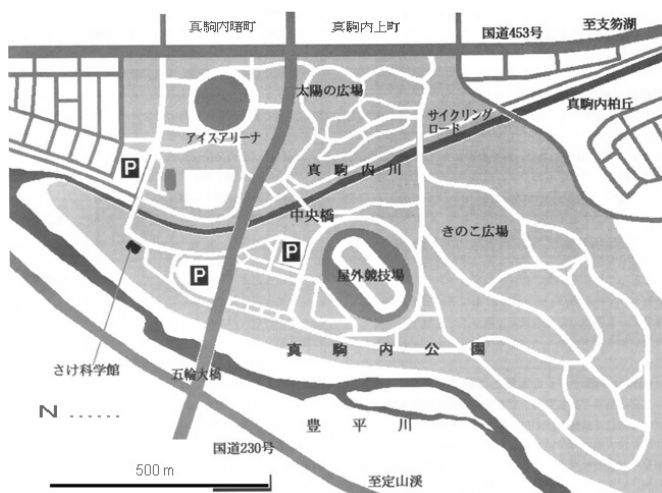 真駒内曙町
真駒内上町
国道453号
至支笏湖
太陽の広場
サイクリング
ロード
真駒内柏丘
アイスアリーナ
P
真駒内川
中央橋
きのこ広場
P
屋外競技場
P
真駒内公園
さけ科学館
五輪大橋
N ......
豊平川
国道230号
500 m
至定山渓